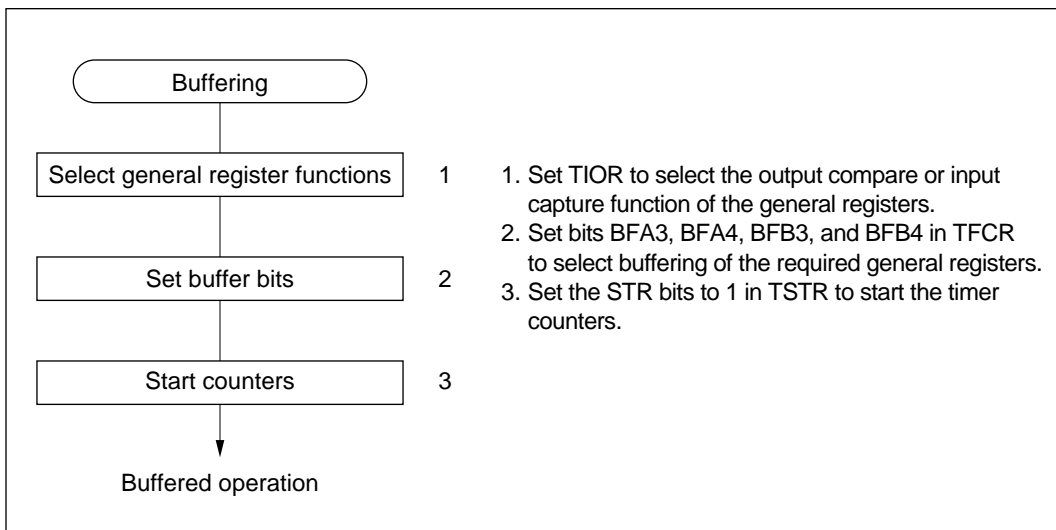 Buffering
Select general register functions 1
Set buffer bits 2
Start counters 3
Buffered operation
1. Set TIOR to select the output compare or input
capture function of the general registers.
2. Set bits BFA3, BFA4, BFB3, and BFB4 in TFCR
to select buffering of the required general registers.
3. Set the STR bits to 1 in TSTR to start the timer
counters.